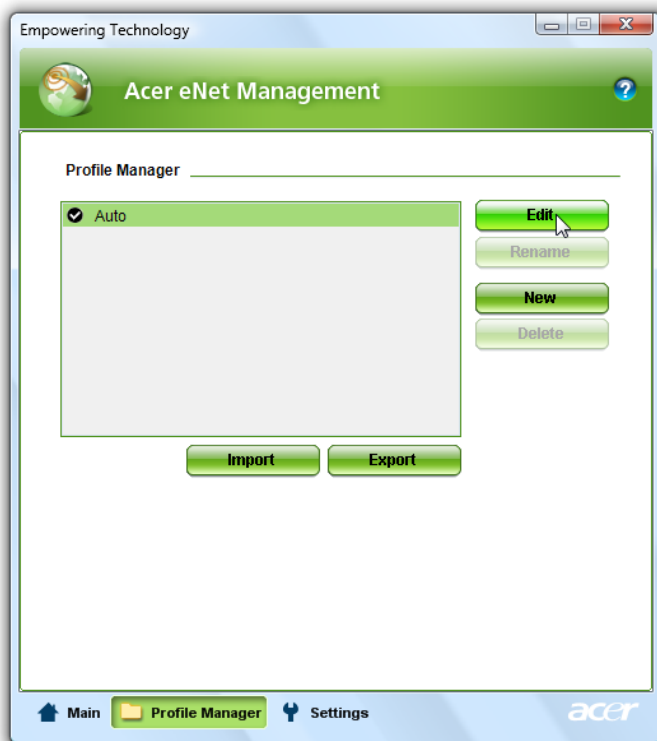 Empowering Technology
Acer eNet Management
?
Profile Manager
Auto
Edit
Rename
New
Delete
Import Export
Main Profile Manager Settings acer